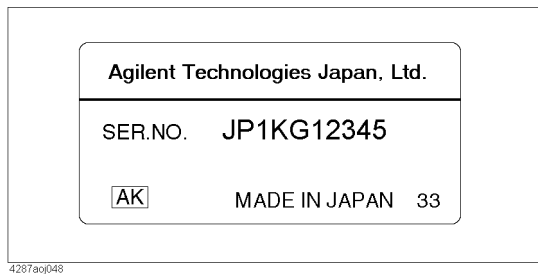 Agilent Technologies Japan, Ltd.
SER.NO. JP1KG12345
AK MADE IN JAPAN 33
4287aoj048